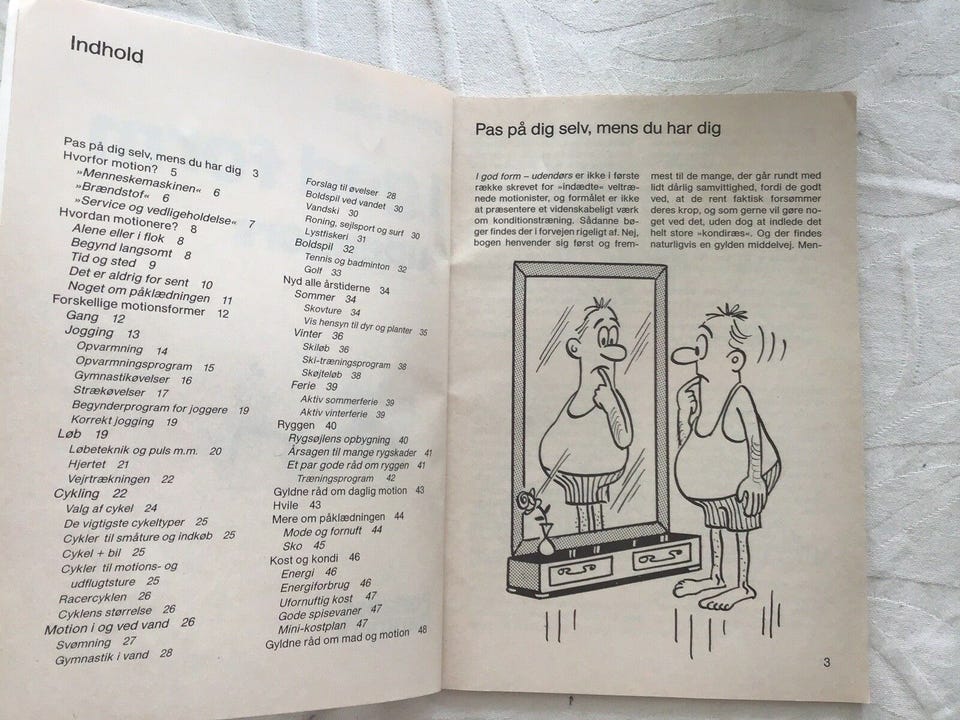 Indhold
Pas på dig selv, mens du har dig 3
Hvorfor motion? 5
»Menneskemaskinen« 6
»Brændstof« 6
»Service og vedligeholdelse« 7
Hvordan motionere? 8
Alene eller i flok 8
Begynd langsomt 8
Tid og sted 9
Det er aldrig for sent 10
Noget om påklædningen 11
Forskellige motionsformer 12
Gang 12
Jogging 13
Opvarmning 14
Opvarmningsprogram 15
Gymnastikøvelser 16
Strækøvelser 17
Begynderprogram for joggere 19
Korrekt jogging 19
Løb 19
Løbeteknik og puls m.m. 20
Hjertet 21
Vejrtrækningen 22
Cykling 22
Valg af cykel 24
De vigtigste cykeltyper 25
Cykler til småture og indkøb 25
Cykel + bil 25
Cykler til motions- og
udflugtsture 25
Racercyklen 26
Cyklens størrelse 26
Motion i og ved vand 26
Svømning 27
Gymnastik i vand 28
Forslag til øvelser 28
Boldspil ved vandet 30
Vandski 30
Roning, sejlsport og surf 30
Lystfiskeri 31
Boldspil 32
Tennis og badminton 32
Golf 33
Nyd alle årstiderne 34
Sommer 34
Skovture 34
Vis hensyn til dyr og planter 35
Vinter 36
Skiløb 36
Ski-træningsprogram 38
Skøjteløb 38
Ferie 39
Aktiv sommerferie 39
Aktiv vinterferie 39
Ryggen 40
Rygsøjlens opbygning 40
Årsagen til mange rygskader 41
Et par gode råd om ryggen 41
Træningsprogram 42
Gyldne råd om daglig motion 43
Hvile 43
Mere om påklædningen 44
Mode og fornuft 44
Sko 45
Kost og kondi 46
Energi 46
Energiforbrug 46
Ufornuftig kost 47
Gode spisevaner 47
Mini-kostplan 47
Gyldne råd om mad og motion 48
Pas på dig selv, mens du har dig
I god form – udendørs er ikke i første
række skrevet for »indædte« veltræ-
nede motionister, og formålet er ikke
at præsentere et videnskabeligt værk
om konditionstræning. Sådanne bø-
ger findes der i forvejen rigeligt af. Nej,
bogen henvender sig først og frem-
mest til de mange, der går rundt med
lidt dårlig samvittighed, fordi de godt
ved, at de rent faktisk forsømmer
deres krop, og som gerne vil gøre no-
get ved det, uden dog at indlede det
helt store »kondiræs«. Og der findes
naturligvis en gylden middelvej. Men-
3